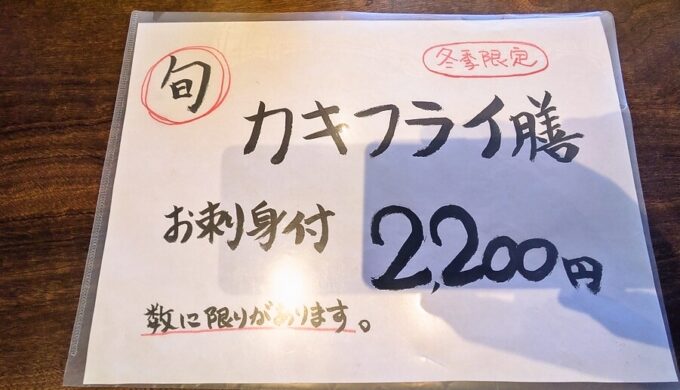 旬
冬季限定
カキフライ膳
お刺身付 2,200円
数に限りがあります。